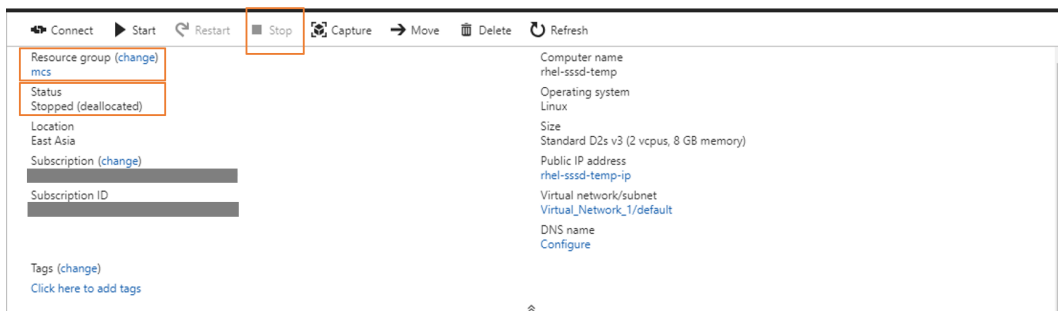 Connect Start Restart Stop Capture Move Delete Refresh
Resource group (change)
mcs
Status
Stopped (deallocated)
Location
East Asia
Subscription (change)
Subscription ID
Tags (change)
Click here to add tags
Computer name
rhel-sssd-temp
Operating system
Linux
Size
Standard D2s v3 (2 vcpus, 8 GB memory)
Public IP address
rhel-sssd-temp-ip
Virtual network/subnet
Virtual_Network_1/default
DNS name
Configure